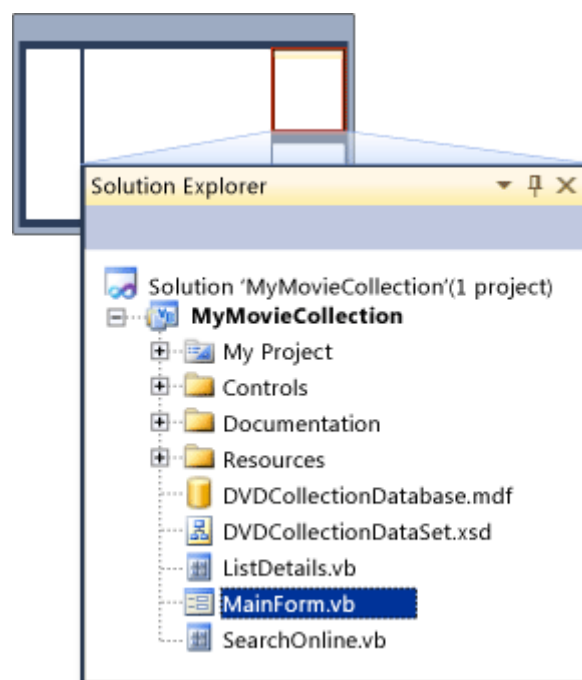 Solution Explorer
Solution 'MyMovieCollection'(1 project)
MyMovieCollection
My Project
Controls
Documentation
Resources
DVDCollectionDatabase.mdf
DVDCollectionDataSet.xsd
ListDetails.vb
MainForm.vb
SearchOnline.vb